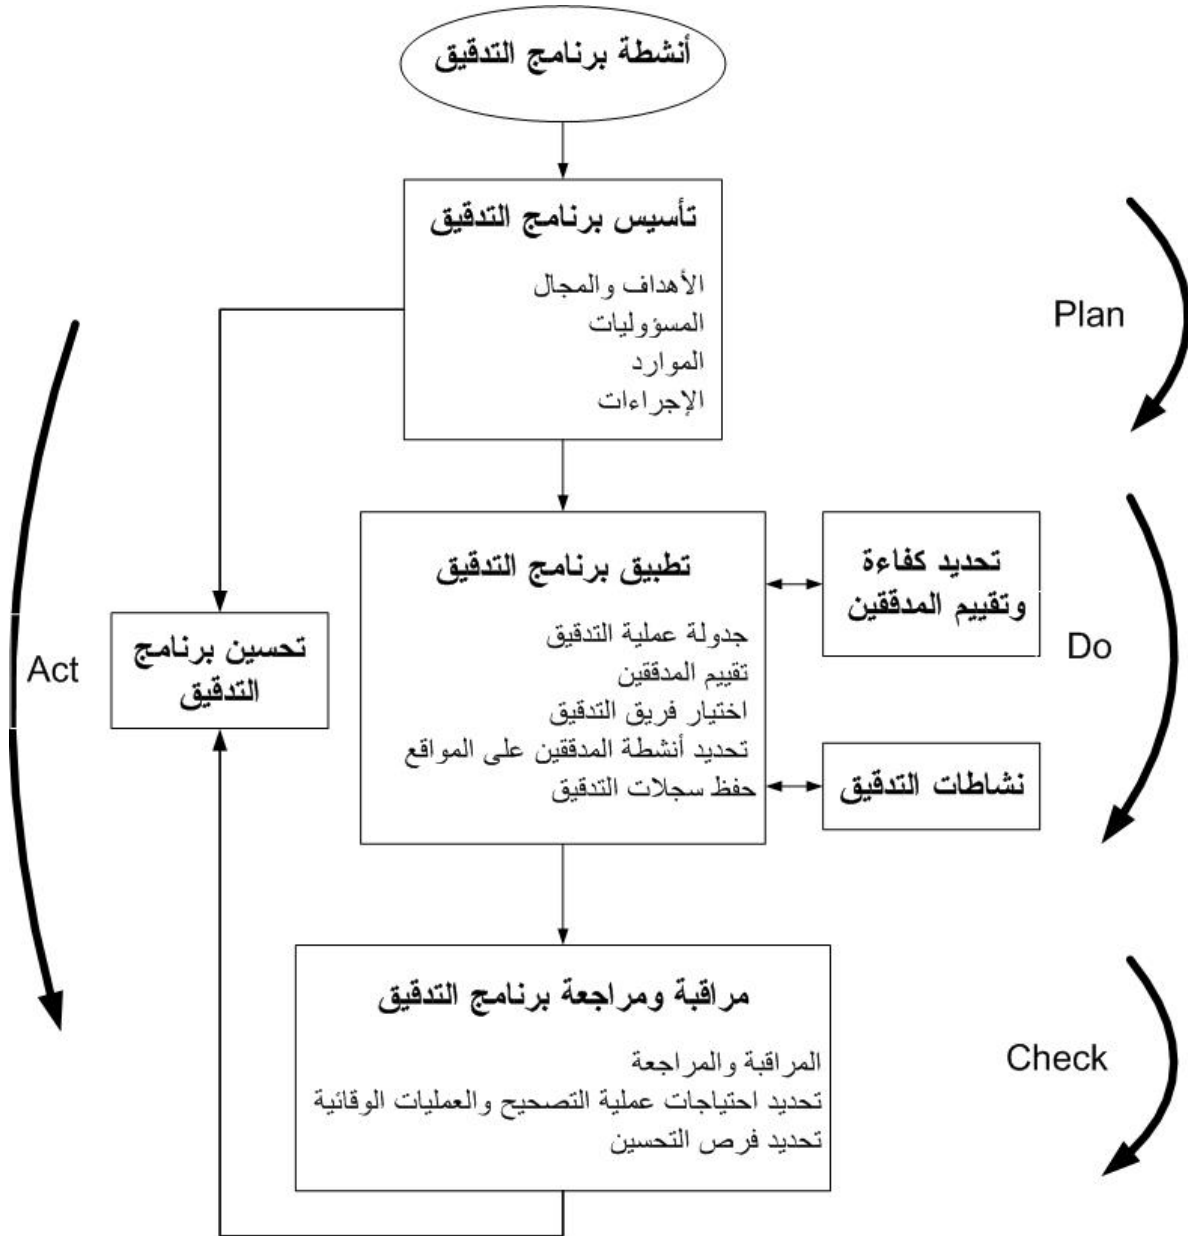 أنشطة برنامج التدقيق
تأسيس برنامج التدقيق
الأهداف والمجال
المسؤوليات
الموارد
الإجراءات
Plan
تطبيق برنامج التدقيق
جدولة عملية التدقيق
تقييم المدققين
اختيار فريق التدقيق
تحديد أنشطة المدققين على المواقع
حفظ سجلات التدقيق
تحديد كفاءة
وتقييم المدققين
نشاطات التدقيق
Do
تحسين برنامج
التدقيق
Act
مراقبة ومراجعة برنامج التدقيق
المراقبة والمراجعة
تحديد احتياجات عملية التصحيح والعمليات الوقائية
تحديد فرص التحسين
Check